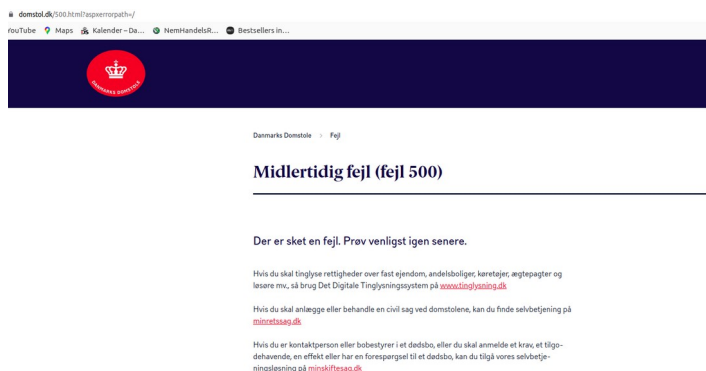 domstol.dk/500.html?aspxerrorpath=/
YouTube Maps Kalender – Da... NemHandelsR... Bestsellers in...
DANMARKS DOMSTOLE
Danmarks Domstole › Fejl
Midlertidig fejl (fejl 500)
Der er sket en fejl. Prøv venligst igen senere.
Hvis du skal tinglyse rettigheder over fast ejendom, andelsboliger, køretøjer, ægtepagter og
løsøre mv., så brug Det Digitale Tinglysningssystem på www.tinglysning.dk
Hvis du skal anlægge eller behandle en civil sag ved domstolene, kan du finde selvbetjening på
minretssag.dk
Hvis du er kontaktperson eller bobestyrer i et dødsbo, eller du skal anmelde et krav, et tilgo-
dehavende, en effekt eller har en forespørgsel til et dødsbo, kan du tilgå vores selvbetje-
ningsløsning på minskiftesag.dk